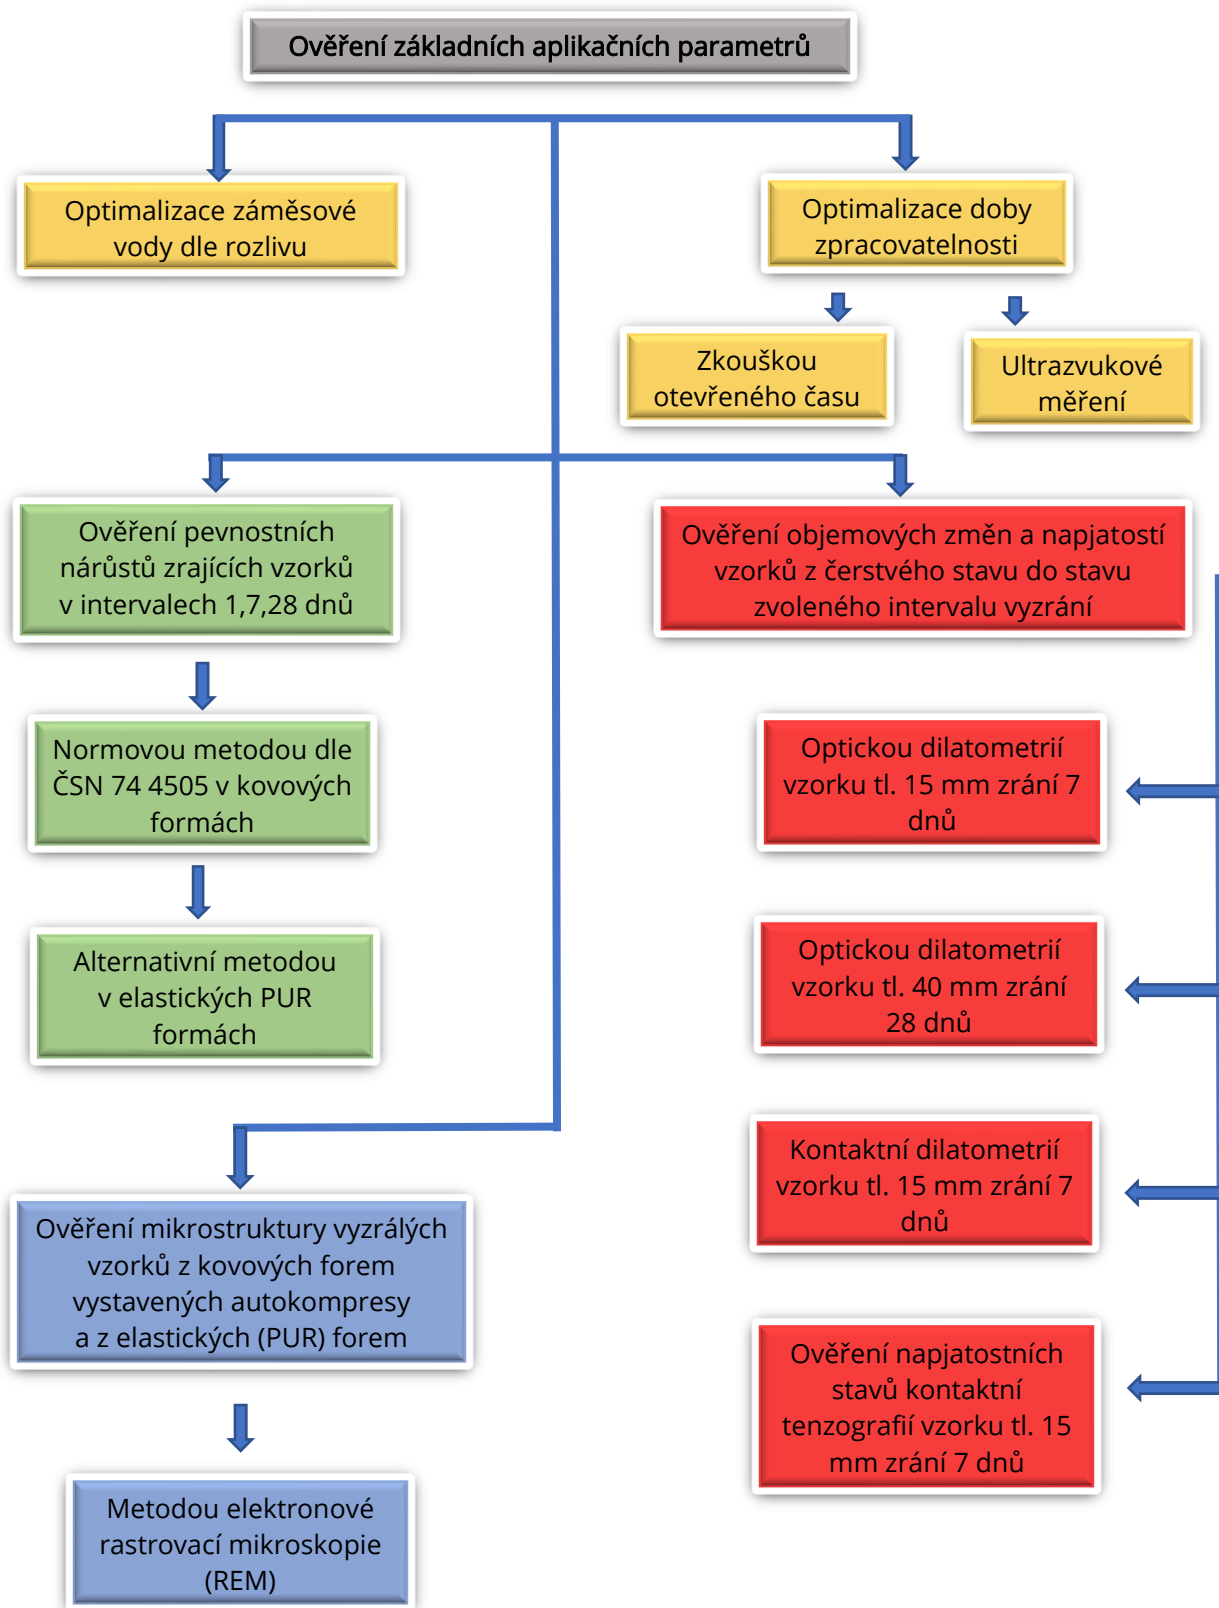 Ověření základních aplikačních parametrů
Optimalizace záměsové
vody dle rozlivu
Optimalizace doby
zpracovatelnosti
Zkouškou
otevřeného času
Ultrazvukové
měření
Ověření pevnostních
nárůstů zrajících vzorků
v intervalech 1,7,28 dnů
Ověření objemových změn a napjatostí
vzorků z čerstvého stavu do stavu
zvoleného intervalu vyzrání
Normovou metodou dle
ČSN 74 4505 v kovových
formách
Alternativní metodou
v elastických PUR
formách
Optickou dilatometrií
vzorku tl. 15 mm zrání 7
dnů
Optickou dilatometrií
vzorku tl. 40 mm zrání
28 dnů
Kontaktní dilatometrií
vzorku tl. 15 mm zrání 7
dnů
Ověření napjatostních
stavů kontaktní
tenzografií vzorku tl. 15
mm zrání 7 dnů
Ověření mikrostruktury vyzrálých
vzorků z kovových forem
vystavených autokompresy
a z elastických (PUR) forem
Metodou elektronové
rastrovací mikroskopie
(REM)